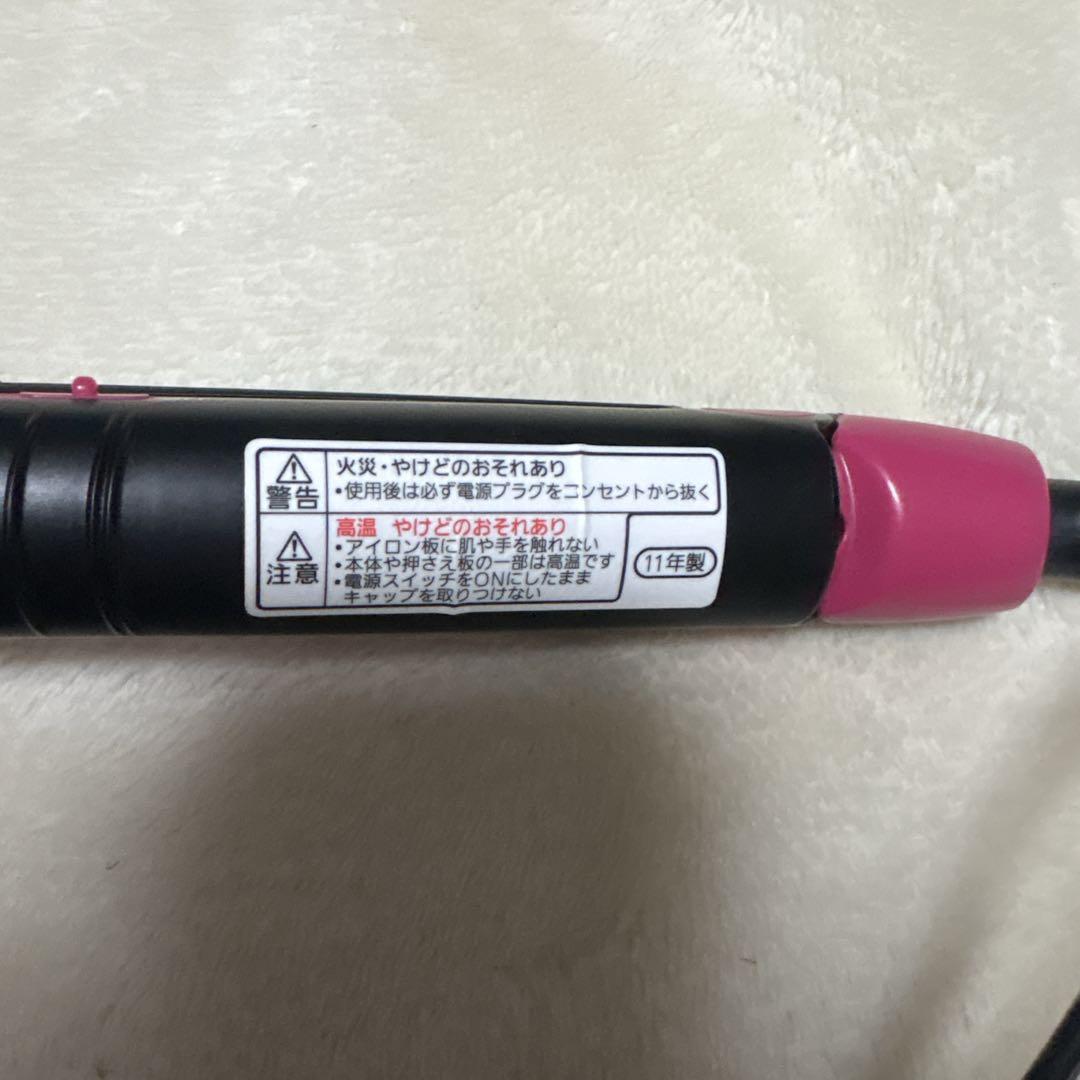 警告
火災・やけどのおそれあり
・使用後は必ず電源プラグをコンセントから抜く
注意
高温 やけどのおそれあり
・アイロン板に肌や手を触れない
・本体や押さえ板の一部は高温です
・電源スイッチをONにしたまま
キャップを取りつけない
11年製